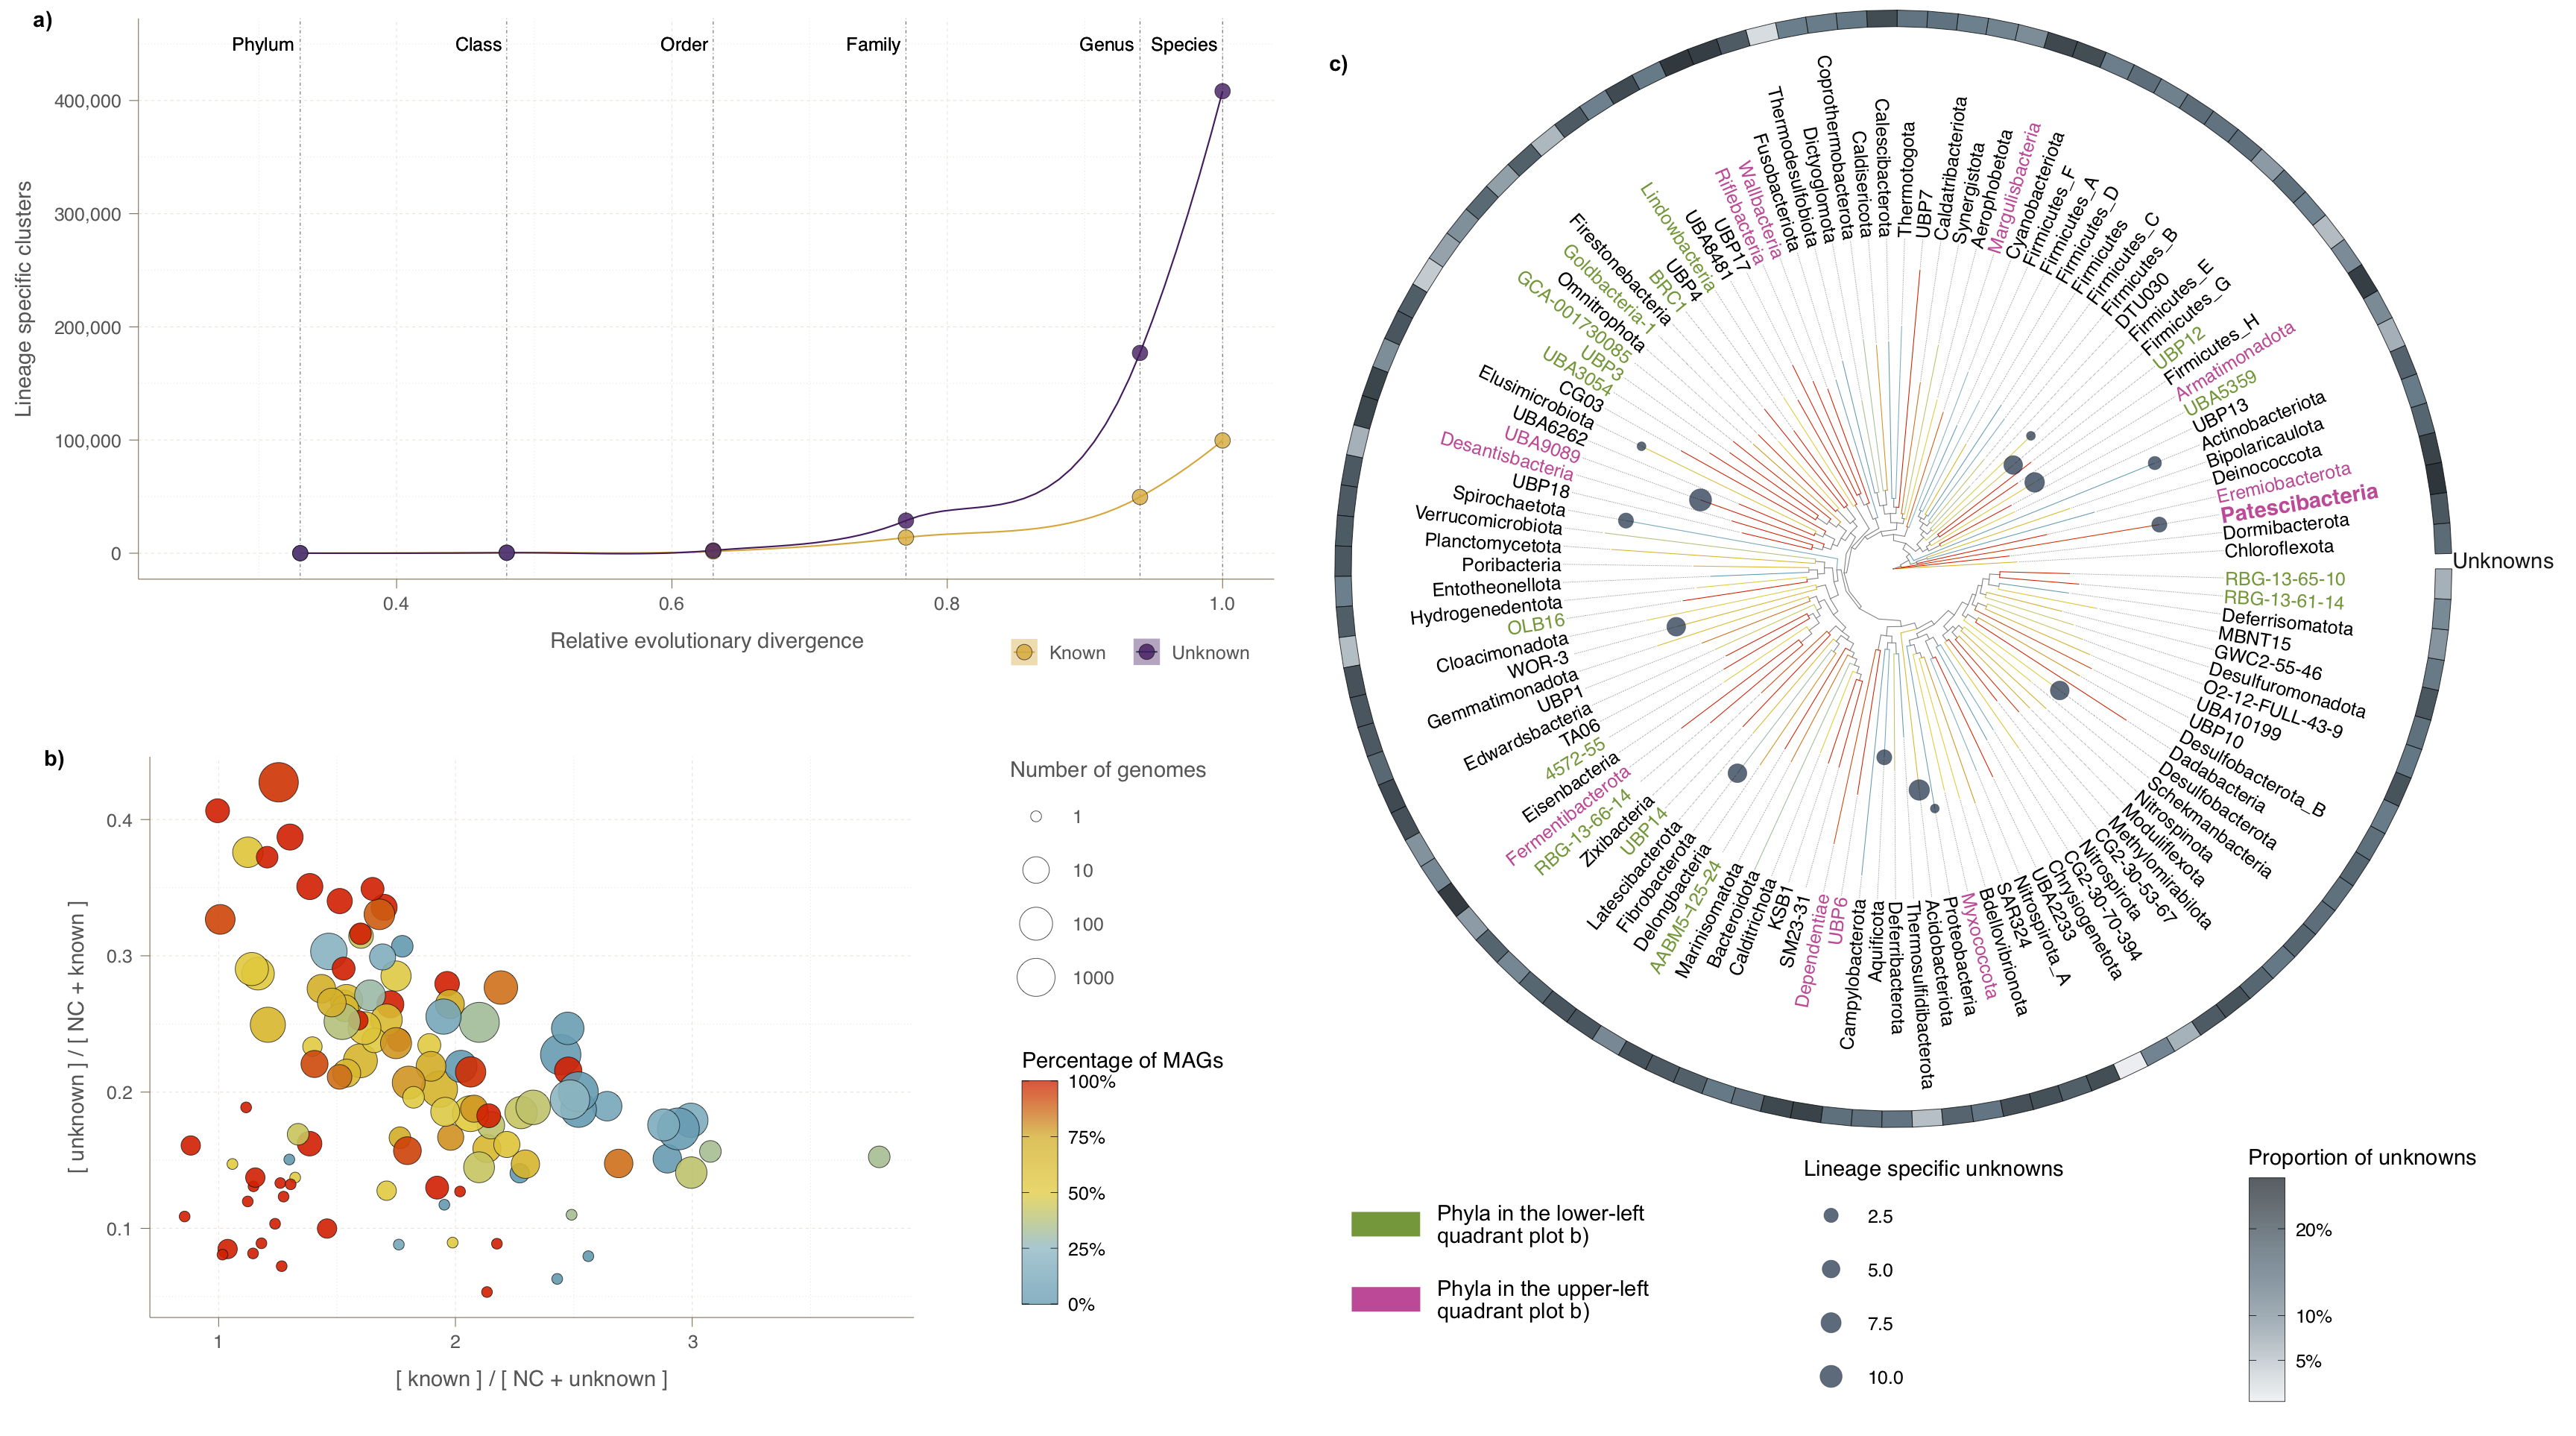 a)
Phylum
Class
Order
Family
Genus
Species
Lineage specific clusters
400,000
300,000
200,000
100,000
0
0.4
0.6
0.8
1.0
Relative evolutionary divergence
Known
Unknown
b)
[ unknown ] / [ NC + known ]
0.4
0.3
0.2
0.1
1
2
3
[ known ] / [ NC + unknown ]
Number of genomes
1
10
100
1000
Percentage of MAGs
100%
75%
50%
25%
0%
c)
Coprothermobacterota
Caldisericota
Calescibacterota
Thermotogota
UBP7
Caldatribacteriota
Synergistota
Aerophobetota
Margulisbacteria
Cyanobacteriota
Firmicutes_F
Firmicutes_A
Firmicutes_D
Firmicutes
Firmicutes_C
Firmicutes_B
DTU030
Firmicutes_E
Firmicutes_G
UBP12
Firmicutes_H
Armatimonadota
UBA5359
UBP13
Actinobacteriota
Bipolaricaulota
Deinococcota
Eremiobacterota
Patescibacteria
Dormibacterota
Chloroflexota
Unknowns
RBG-13-65-10
RBG-13-61-14
Deferrisomatota
MBNT15
GWC2-55-46
Desulfuromonadota
O2-12-FULL-43-9
UBA10199
UBP10
Desulfobacterota_B
Dadabacteria
Desulfobacterota
Schekmanbacteria
Nitrospinota
Moduliflexota
Methylomirabilota
CG2-30-53-67
Nitrospirota
CG2-30-70-394
Chrysiogenetota
UBA2233
Nitrospirota_A
SAR324
Bdellovibrionota
Myxococcota
Proteobacteria
Acidobacteriota
Thermosulfidibacterota
Deferribacterota
Aquificota
Campylobacterota
UBP6
Dependentiae
SM23-31
KSB1
Calditrichota
Bacteroidota
Marinisomatota
AABM5-125-24
Delongbacteria
Fibrobacterota
Latescibacterota
UBP14
Zixibacteria
RBG-13-66-14
Fermentibacterota
Eisenbacteria
4572-55
TA06
Edwardsbacteria
UBP1
Gemmatimonadota
WOR-3
Cloacimonadota
OLB16
Hydrogenedentota
Entotheonellota
Poribacteria
Planctomycetota
Verrucomicrobiota
Spirochaetota
UBP18
Desantisbacteria
UBA9089
UBA6262
Elusimicrobiota
CG03
UBA3054
UBP3
GCA-001730085
Omnitrophota
Goldbacteria-1
Firestonebacteria
BRC1
UBP4
Lindowbacteria
UBA8481
UBP17
Riflebacteria
Wallbacteria
Fusobacteriota
Thermodesulfobiota
Dictyoglomota
Phyla in the lower-left
quadrant plot b)
Phyla in the upper-left
quadrant plot b)
Lineage specific unknowns
2.5
5.0
7.5
10.0
Proportion of unknowns
20%
10%
5%